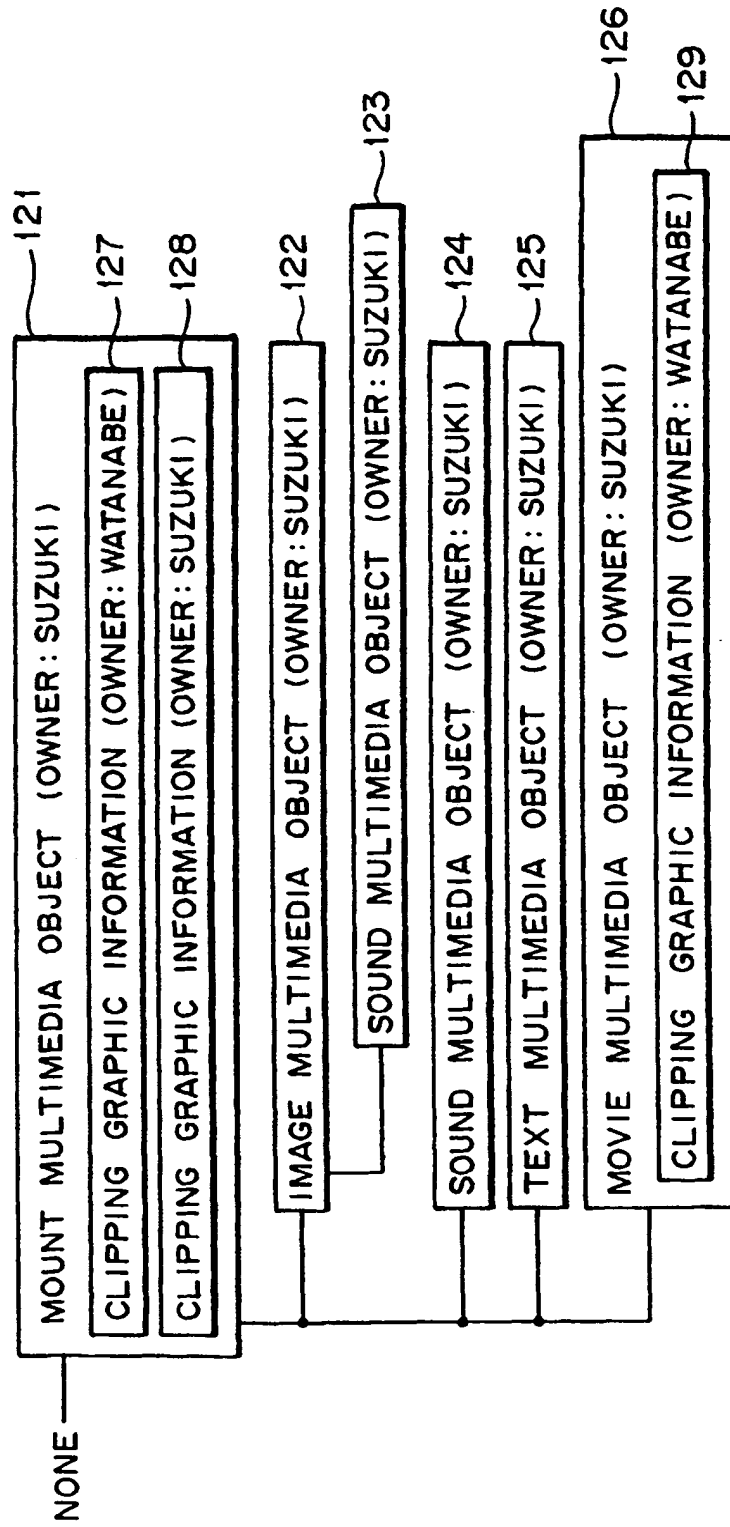 NONE
MOUNT MULTIMEDIA OBJECT (OWNER:SUZUKI)
121
CLIPPING GRAPHIC INFORMATION (OWNER:WATANABE)
127
CLIPPING GRAPHIC INFORMATION (OWNER:SUZUKI)
128
IMAGE MULTIMEDIA OBJECT (OWNER:SUZUKI)
122
SOUND MULTIMEDIA OBJECT (OWNER:SUZUKI)
123
SOUND MULTIMEDIA OBJECT (OWNER:SUZUKI)
124
TEXT MULTIMEDIA OBJECT (OWNER:SUZUKI)
125
MOVIE MULTIMEDIA OBJECT (OWNER:SUZUKI)
126
CLIPPING GRAPHIC INFORMATION (OWNER:WATANABE)
129